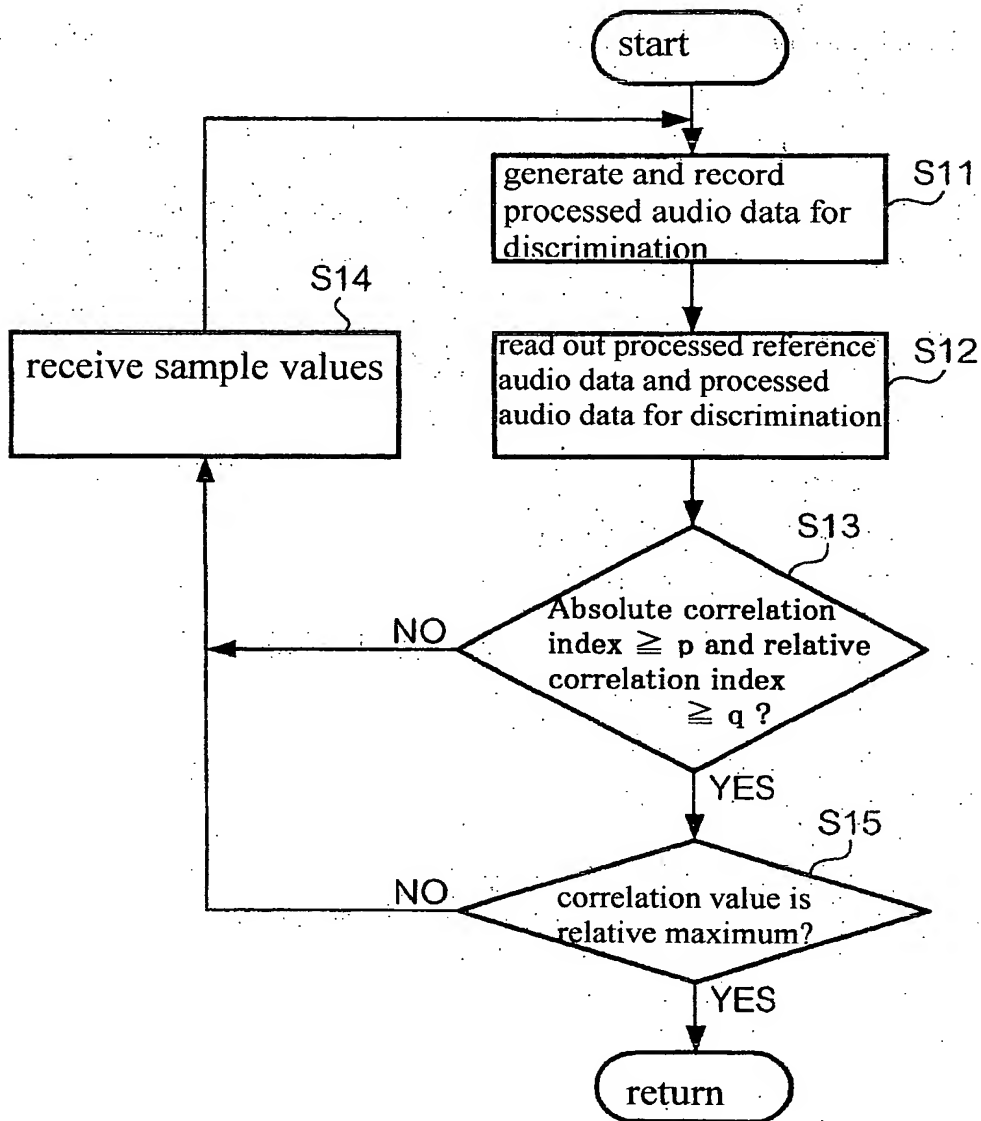 start
S11
generate and record
processed audio data for
discrimination
S14
receive sample values
S12
read out processed reference
audio data and processed
audio data for discrimination
S13
Absolute correlation
index ≧ p and relative
correlation index
≧ q ?
NO
YES
S15
correlation value is
relative maximum?
NO
YES
return